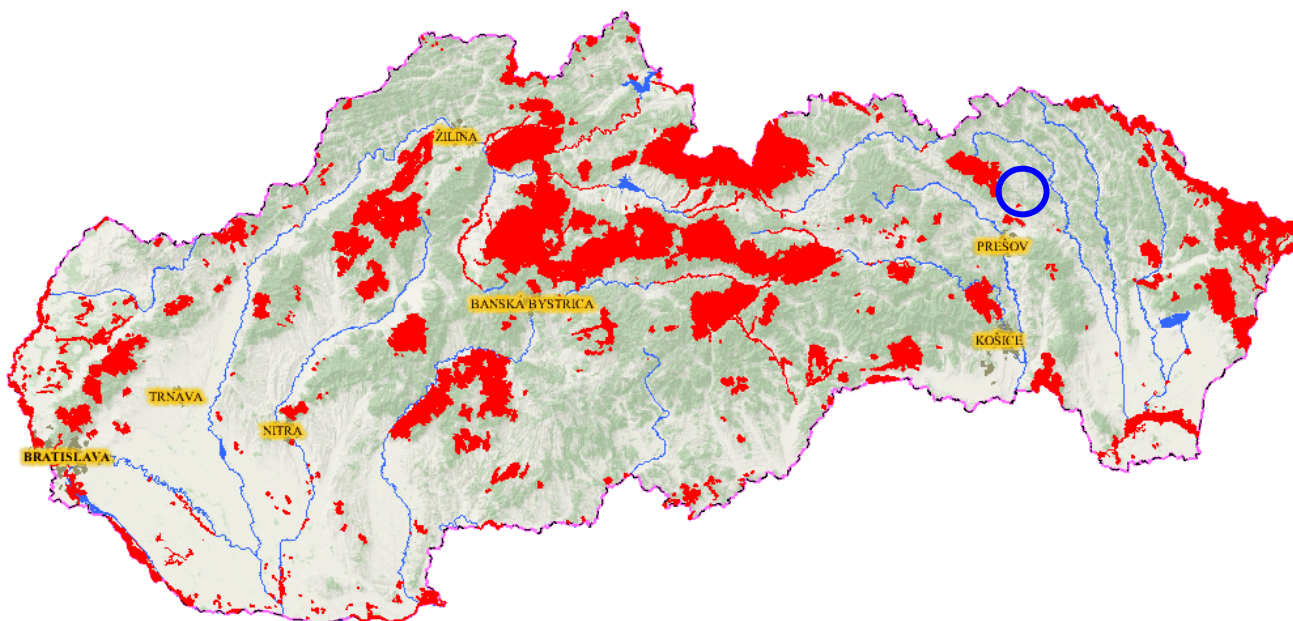 ŽILINA
PREŠOV
BANSKÁ BYSTRICA
KOŠICE
TRNAVA
NITRA
BRATISLAVA